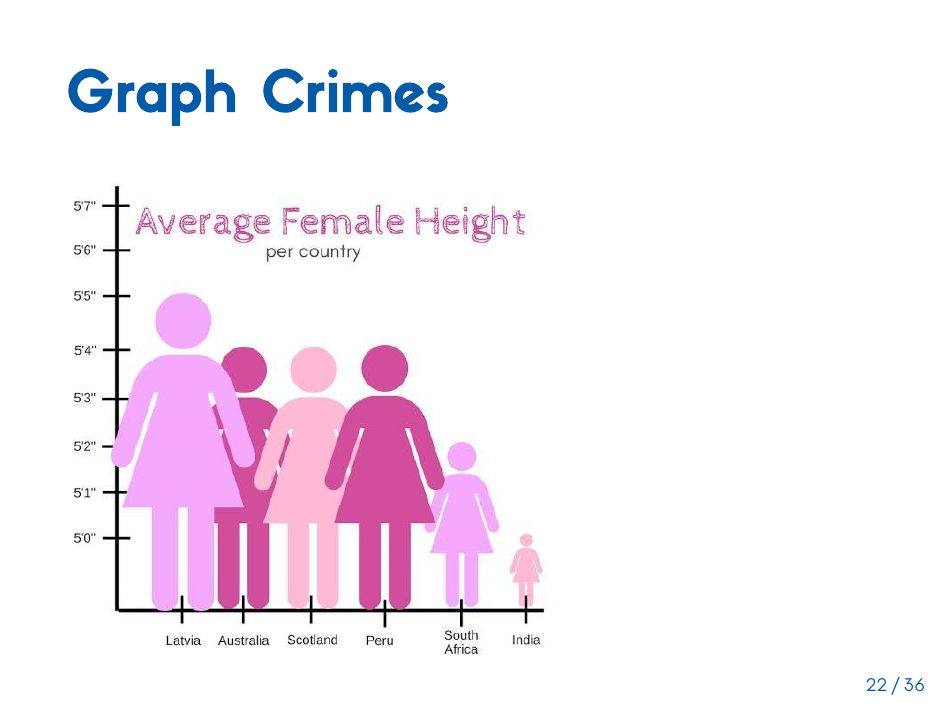 Graph Crimes
Average Female Height
per country
5'7"
5'6"
5'5"
5'4"
5'3"
5'2"
5'1"
5'0"
Latvia
Australia
Scotland
Peru
South
Africa
India
22 / 36